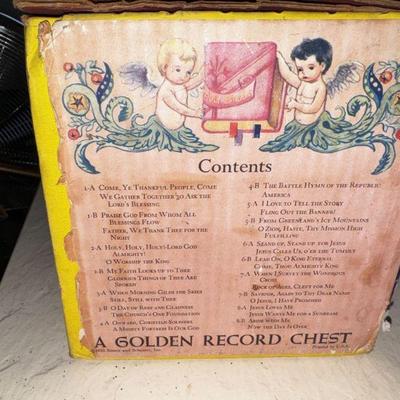 Contents
1-A Come, Ye Thankful People, Come
We Gather Together to Ask the
Lord's Blessing
1-B Praise God From Whom All
Blessings Flow
Father, We Thank Thee for the
Night
2-A Holy, Holy, Holy! Lord God
Almighty!
O Worship the King
2-B My Faith Looks up to Thee
Glorious Things of Thee Are
Spoken
3-A When Morning Gilds the Skies
Still, Still with Thee
3-B O Day of Rest and Gladness
The Church's One Foundation
4-A Onward, Christian Soldiers
A Mighty Fortress Is Our God
4-B The Battle Hymn of the Republic
America
5-A I Love to Tell the Story
Fling Out the Banner!
5-B From Greenland's Icy Mountains
O Zion, Haste, Thy Mission High
Fulfilling
6-A Stand up, Stand up for Jesus
Jesus Calls Us, o'er the Tumult
6-B Lead On, O King Eternal
Come, Thou Almighty King
7-A When I Survey the Wondrous
Cross
Rock of Ages, Cleft for Me
7-B Saviour, Again to Thy Dear Name
O Jesus, I Have Promised
8-A Jesus Loves Me
Jesus Wants Me for a Sunbeam
8-B Abide with Me
Now the Day Is Over
A GOLDEN RECORD CHEST
Simon and Schuster, Inc.
Printed in U.S.A.